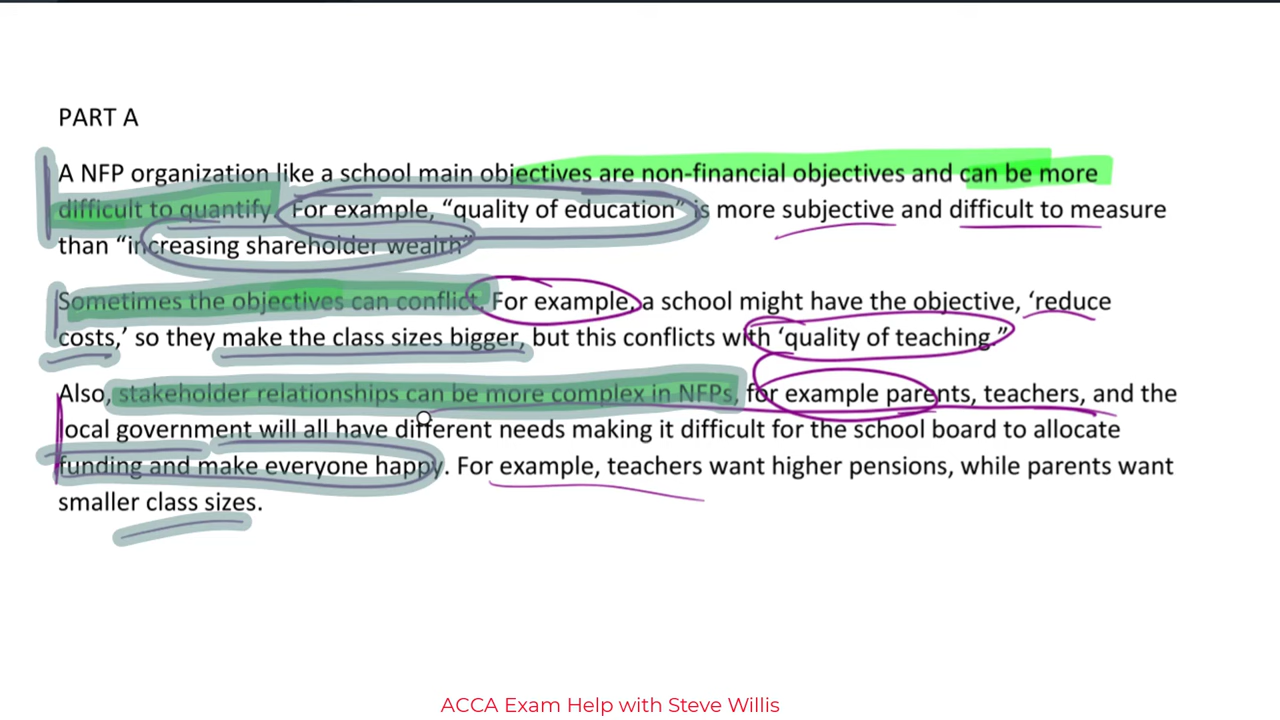 PART A
A NFP organization like a school main objectives are non-financial objectives and can be more
difficult to quantify. For example, “quality of education” is more subjective and difficult to measure
than “increasing shareholder wealth”
Sometimes the objectives can conflict. For example, a school might have the objective, ‘reduce
costs,’ so they make the class sizes bigger, but this conflicts with ‘quality of teaching.”
Also, stakeholder relationships can be more complex in NFPs, for example parents, teachers, and the
local government will all have different needs making it difficult for the school board to allocate
funding and make everyone happy. For example, teachers want higher pensions, while parents want
smaller class sizes.
ACCA Exam Help with Steve Willis